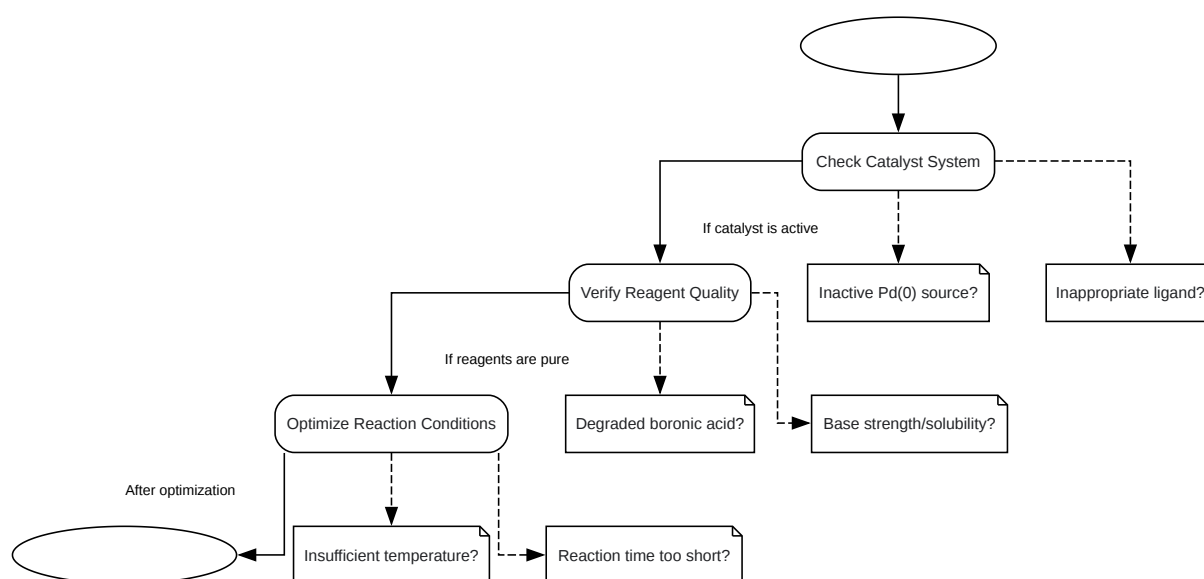 Check Catalyst System
If catalyst is active
Verify Reagent Quality
Inactive Pd(0) source?
Inappropriate ligand?
If reagents are pure
Optimize Reaction Conditions
Degraded boronic acid?
Base strength/solubility?
After optimization
Insufficient temperature?
Reaction time too short?